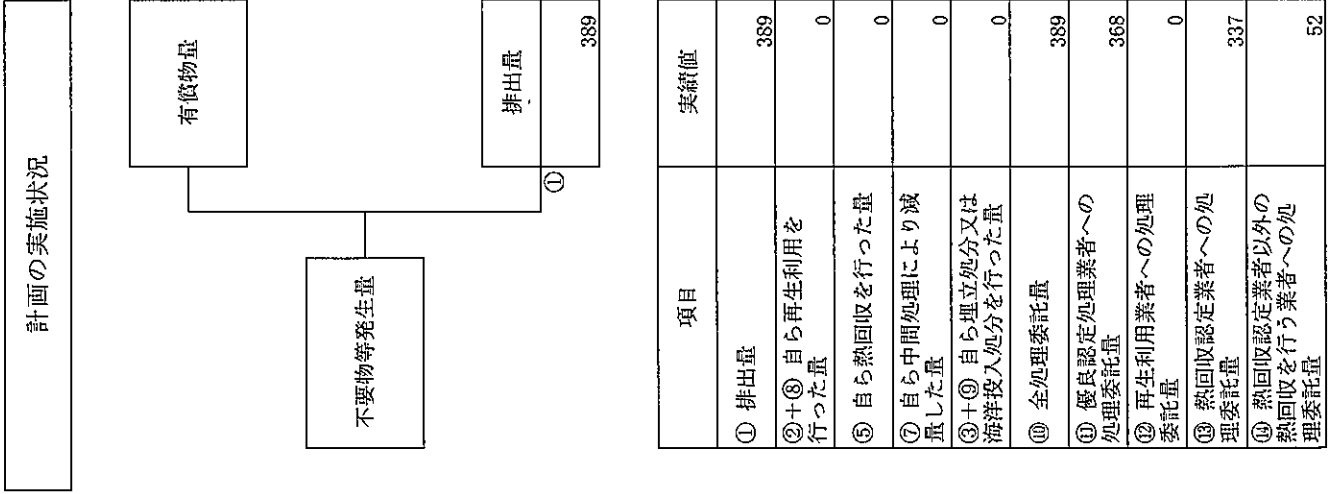 計画の実施状況
有償物量
不要物等発生量
排出量
①
389
項目
実績値
① 排出量
389
②+⑧ 自ら再生利用を
行った量
0
⑤ 自ら熱回収を行った量
0
⑦ 自ら中間処理により減
量した量
0
③+⑨ 自ら埋立処分又は
海洋投入処分を行った量
0
⑩ 全処理委託量
389
⑪ 優良認定処理業者への
処理委託量
368
⑫ 再生利用業者への処理
委託量
0
⑬ 熱回収認定業者への処
理委託量
337
⑭ 熱回収認定業者以外の
熱回収を行う業者への処
理委託量
52